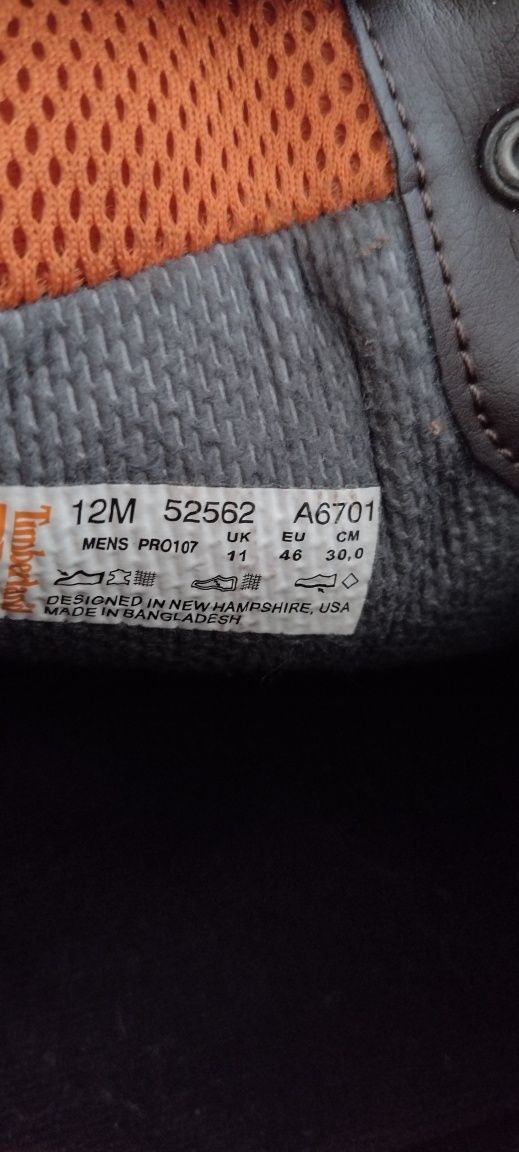 12M 52562 A6701
UK EU CM
MENS PRO107 11 46 30,0
DESIGNED IN NEW HAMPSHIRE, USA
MADE IN BANGLADESH
Timberland